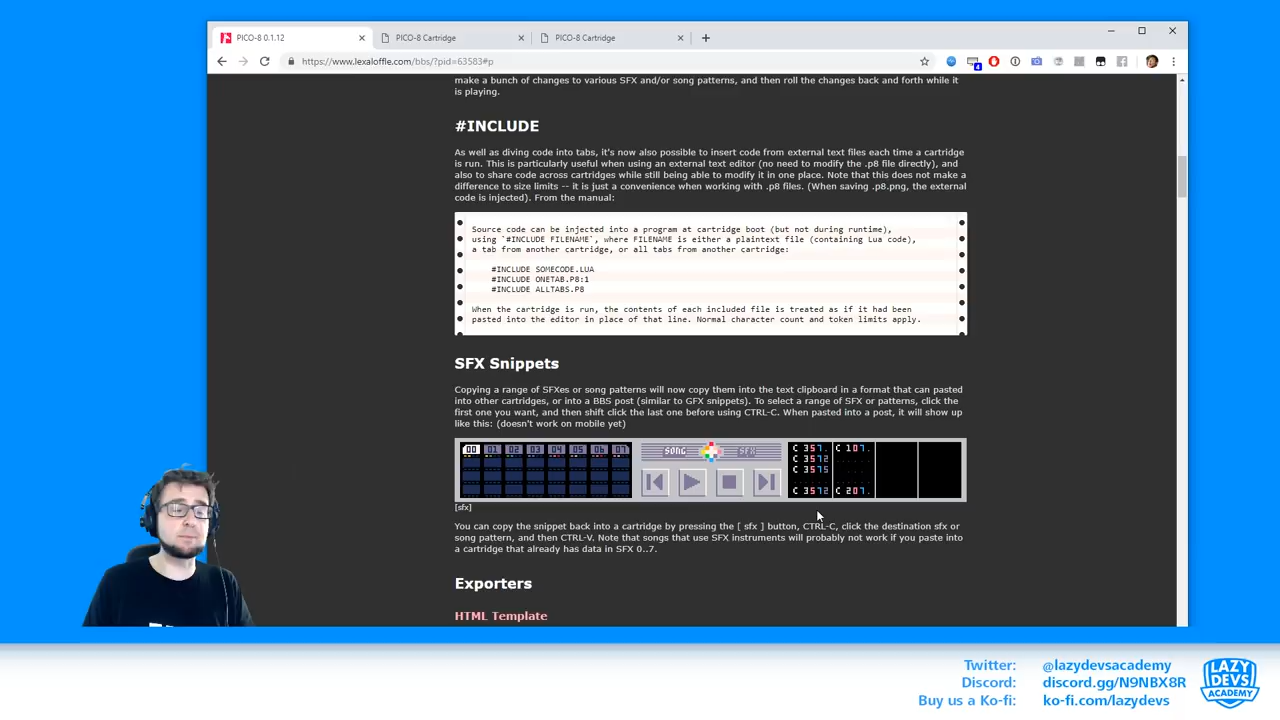 PICO-8 0.1.12
PICO-8 Cartridge
PICO-8 Cartridge
https://www.lexaloffle.com/bbs/?pid=63583#p
4
make a bunch of changes to various SFX and/or song patterns, and then roll the changes back and forth while it
is playing.
#INCLUDE
As well as diving code into tabs, it's now also possible to insert code from external text files each time a cartridge
is run. This is particularly useful when using an external text editor (no need to modify the .p8 file directly), and
also to share code across cartridges while still being able to modify it in one place. Note that this does not make a
difference to size limits -- it is just a convenience when working with .p8 files. (When saving .p8.png, the external
code is injected). From the manual:
Source code can be injected into a program at cartridge boot (but not during runtime),
using `#INCLUDE FILENAME`, where FILENAME is either a plaintext file (containing Lua code),
a tab from another cartridge, or all tabs from another cartridge:
#INCLUDE SOMECODE.LUA
#INCLUDE ONETAB.P8:1
#INCLUDE ALLTABS.P8
When the cartridge is run, the contents of each included file is treated as if it had been
pasted into the editor in place of that line. Normal character count and token limits apply.
SFX Snippets
Copying a range of SFXes or song patterns will now copy them into the text clipboard in a format that can pasted
into other cartridges, or into a BBS post (similar to GFX snippets). To select a range of SFX or patterns, click the
first one you want, and then shift click the last one before using CTRL-C. When pasted into a post, it will show up
like this: (doesn't work on mobile yet)
00 01 02 03 04 05 06 07 SONG SFX C 357. C 107.
C 3572
C 3575
C 3572 C 207.
[sfx]
You can copy the snippet back into a cartridge by pressing the [ sfx ] button, CTRL-C, click the destination sfx or
song pattern, and then CTRL-V. Note that songs that use SFX instruments will probably not work if you paste into
a cartridge that already has data in SFX 0..7.
Exporters
HTML Template
Twitter: @lazydevsacademy
Discord: discord.gg/N9NBX8R
Buy us a Ko-fi: ko-fi.com/lazydevs
LAZY
DEVS
ACADEMY